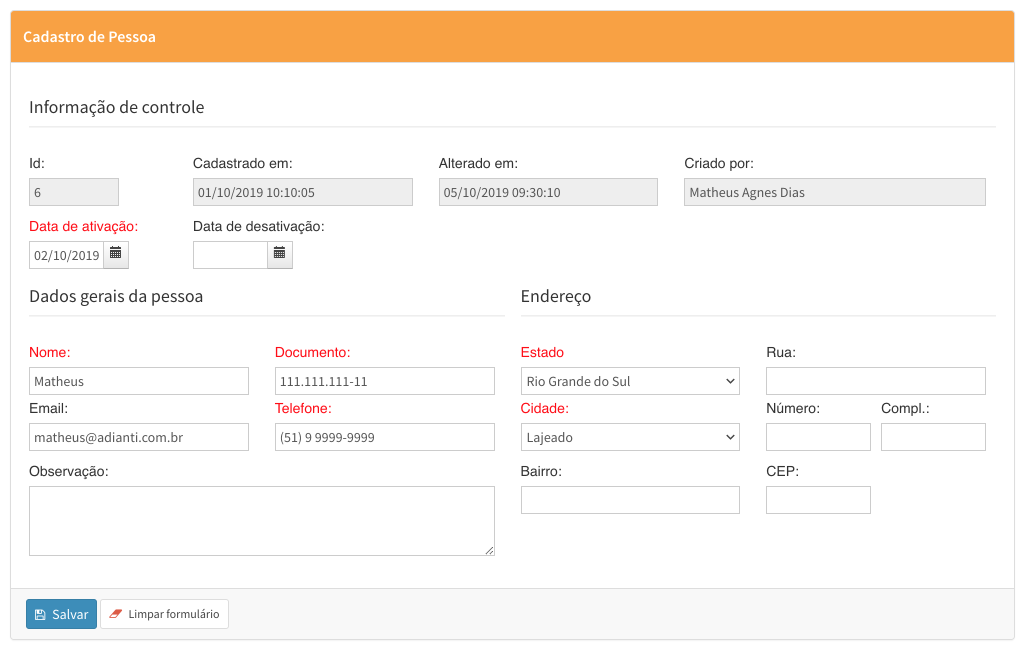 Cadastro de Pessoa
Informação de controle
Id: Cadastrado em: Alterado em: Criado por:
6 01/10/2019 10:10:05 05/10/2019 09:30:10 Matheus Agnes Dias
Data de ativação: Data de desativação:
02/10/2019
Dados gerais da pessoa Endereço
Nome: Documento: Estado Rua:
Matheus 111.111.111-11 Rio Grande do Sul
Email: Telefone: Cidade: Número: Compl.:
matheus@adianti.com.br (51) 9 9999-9999 Lajeado
Observação: Bairro: CEP:
Salvar Limpar formulário